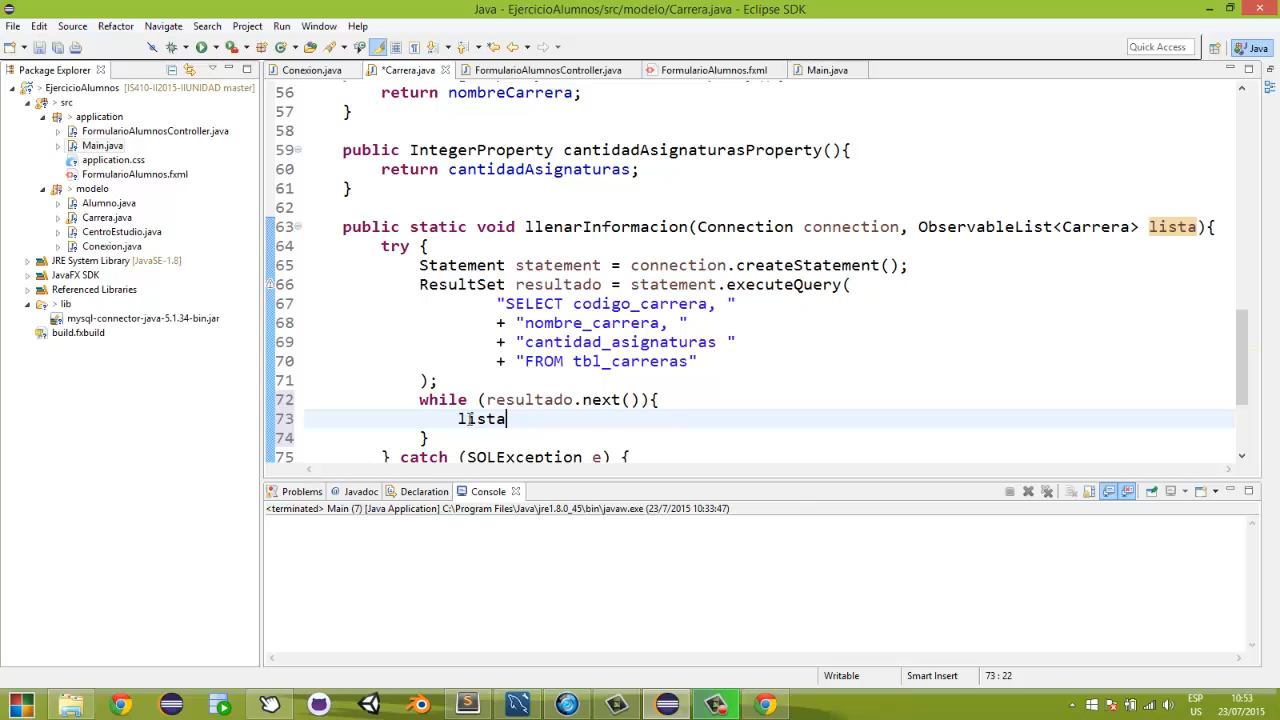 Java - EjercicioAlumnos/src/modelo/Carrera.java - Eclipse SDK
File Edit Source Refactor Navigate Search Project Run Window Help
Quick Access
Java
Package Explorer
Conexion.java
*Carrera.java
FormularioAlumnosController.java
FormularioAlumnos.fxml
Main.java
EjercicioAlumnos [IS410-II2015-IIUNIDAD master]
src
application
FormularioAlumnosController.java
Main.java
application.css
FormularioAlumnos.fxml
modelo
Alumno.java
Carrera.java
CentroEstudio.java
Conexion.java
JRE System Library [JavaSE-1.8]
JavaFX SDK
Referenced Libraries
lib
mysql-connector-java-5.1.34-bin.jar
build.fxbuild
56 return nombreCarrera;
57 }
58
59 public IntegerProperty cantidadAsignaturasProperty(){
60 return cantidadAsignaturas;
61 }
62
63 public static void llenarInformacion(Connection connection, ObservableList<Carrera> lista){
64 try {
65 Statement statement = connection.createStatement();
66 ResultSet resultado = statement.executeQuery(
67 "SELECT codigo_carrera, "
68 + "nombre_carrera, "
69 + "cantidad_asignaturas "
70 + "FROM tbl_carreras"
71 );
72 while (resultado.next()){
73 lista
74 }
75 } catch (SQLException e) {
Problems @ Javadoc Declaration Console
<terminated> Main (7) [Java Application] C:\Program Files\Java\jre1.8.0_45\bin\javaw.exe (23/7/2015 10:33:47)
Writable Smart Insert 73 : 22
ESP
US
10:53
23/07/2015